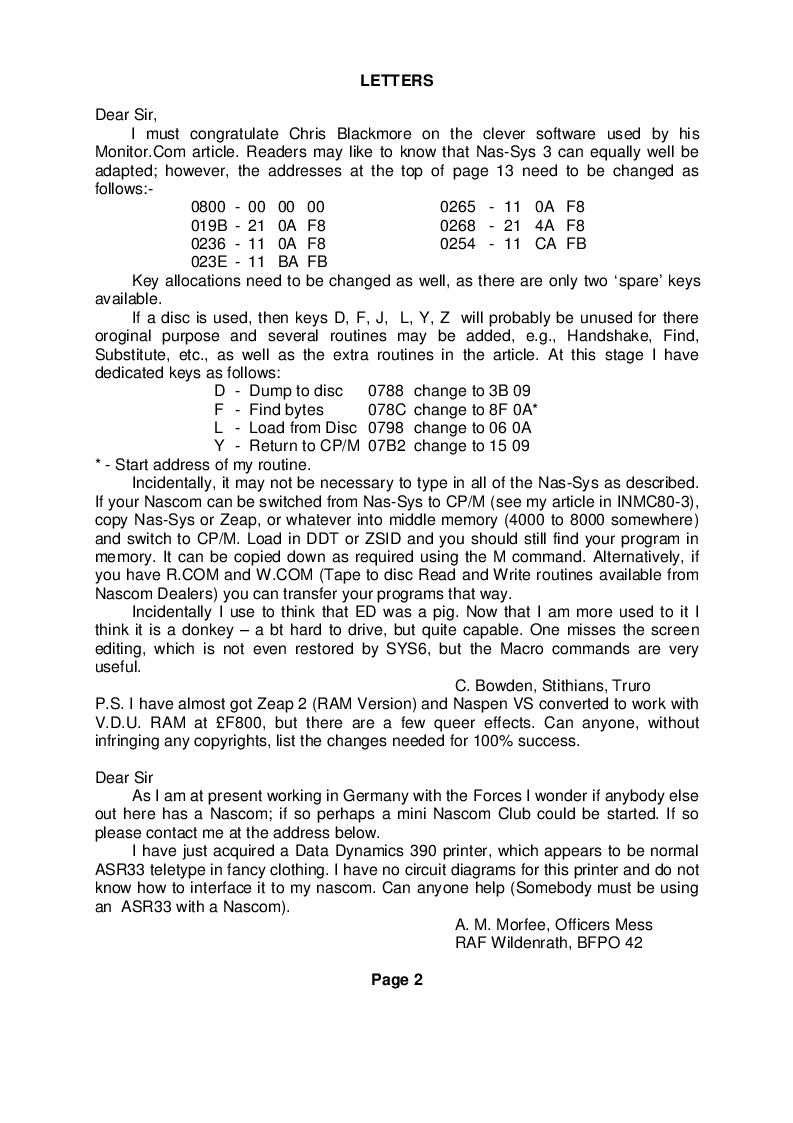 LETTERS
Dear Sir,
I must congratulate Chris Blackmore on the clever software used by his
Monitor.Com article. Readers may like to know that Nas-Sys 3 can equally well be
adapted; however, the addresses at the top of page 13 need to be changed as
follows:-
0800 - 00 00 00 0265 - 11 0A F8
019B - 21 0A F8 0268 - 21 4A F8
0236 - 11 0A F8 0254 - 11 CA FB
023E - 11 BA FB
Key allocations need to be changed as well, as there are only two ‘spare’ keys
available.
If a disc is used, then keys D, F, J, L, Y, Z will probably be unused for there
oroginal purpose and several routines may be added, e.g., Handshake, Find,
Substitute, etc., as well as the extra routines in the article. At this stage I have
dedicated keys as follows:
D - Dump to disc 0788 change to 3B 09
F - Find bytes 078C change to 8F 0A*
L - Load from Disc 0798 change to 06 0A
Y - Return to CP/M 07B2 change to 15 09
* - Start address of my routine.
Incidentally, it may not be necessary to type in all of the Nas-Sys as described.
If your Nascom can be switched from Nas-Sys to CP/M (see my article in INMC80-3),
copy Nas-Sys or Zeap, or whatever into middle memory (4000 to 8000 somewhere)
and switch to CP/M. Load in DDT or ZSID and you should still find your program in
memory. It can be copied down as required using the M command. Alternatively, if
you have R.COM and W.COM (Tape to disc Read and Write routines available from
Nascom Dealers) you can transfer your programs that way.
Incidentally I use to think that ED was a pig. Now that I am more used to it I
think it is a donkey – a bt hard to drive, but quite capable. One misses the screen
editing, which is not even restored by SYS6, but the Macro commands are very
useful.
C. Bowden, Stithians, Truro
P.S. I have almost got Zeap 2 (RAM Version) and Naspen VS converted to work with
V.D.U. RAM at £F800, but there are a few queer effects. Can anyone, without
infringing any copyrights, list the changes needed for 100% success.
Dear Sir
As I am at present working in Germany with the Forces I wonder if anybody else
out here has a Nascom; if so perhaps a mini Nascom Club could be started. If so
please contact me at the address below.
I have just acquired a Data Dynamics 390 printer, which appears to be normal
ASR33 teletype in fancy clothing. I have no circuit diagrams for this printer and do not
know how to interface it to my nascom. Can anyone help (Somebody must be using
an ASR33 with a Nascom).
A. M. Morfee, Officers Mess
RAF Wildenrath, BFPO 42
Page 2